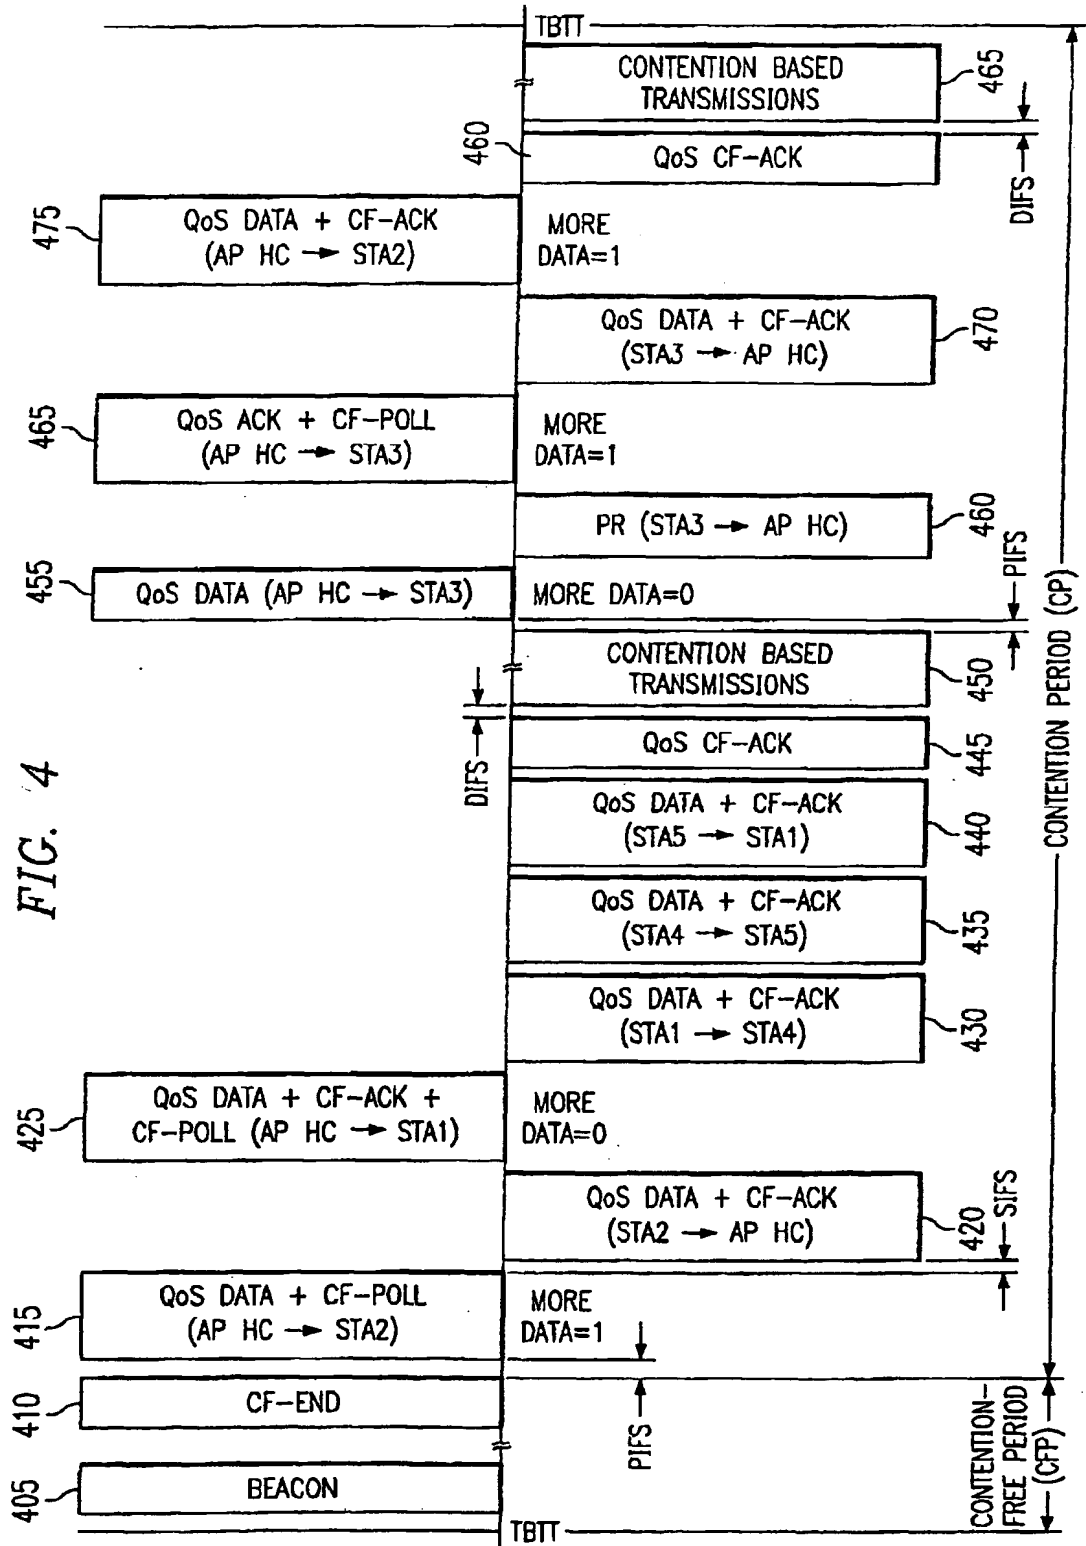 TBTT
CONTENTION BASED
TRANSMISSIONS
465
460
QoS CF-ACK
DIFS
475
QoS DATA + CF-ACK
(AP HC → STA2)
MORE
DATA=1
QoS DATA + CF-ACK
(STA3 → AP HC)
470
465
QoS ACK + CF-POLL
(AP HC → STA3)
MORE
DATA=1
PR (STA3 → AP HC)
460
455
QoS DATA (AP HC → STA3)
MORE DATA=0
PIFS
CONTENTION BASED
TRANSMISSIONS
450
DIFS
QoS CF-ACK
445
FIG. 4
QoS DATA + CF-ACK
(STA5 → STA1)
440
CONTENTION PERIOD (CP)
QoS DATA + CF-ACK
(STA4 → STA5)
435
QoS DATA + CF-ACK
(STA1 → STA4)
430
425
QoS DATA + CF-ACK +
CF-POLL (AP HC → STA1)
MORE
DATA=0
QoS DATA + CF-ACK
(STA2 → AP HC)
420
SIFS
415
QoS DATA + CF-POLL
(AP HC → STA2)
MORE
DATA=1
410
CF-END
PIFS
CONTENTION-
FREE PERIOD
(CFP)
405
BEACON
TBTT